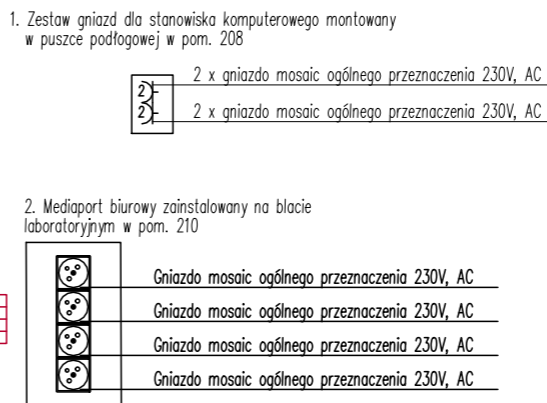 1. Zestaw gniazd dla stanowiska komputerowego montowany
w puszce podłogowej w pom. 208
2 2 x gniazdo mosaic ogólnego przeznaczenia 230V, AC
2 2 x gniazdo mosaic ogólnego przeznaczenia 230V, AC
2. Mediaport biurowy zainstalowany na blacie
laboratoryjnym w pom. 210
Gniazdo mosaic ogólnego przeznaczenia 230V, AC
Gniazdo mosaic ogólnego przeznaczenia 230V, AC
Gniazdo mosaic ogólnego przeznaczenia 230V, AC
Gniazdo mosaic ogólnego przeznaczenia 230V, AC